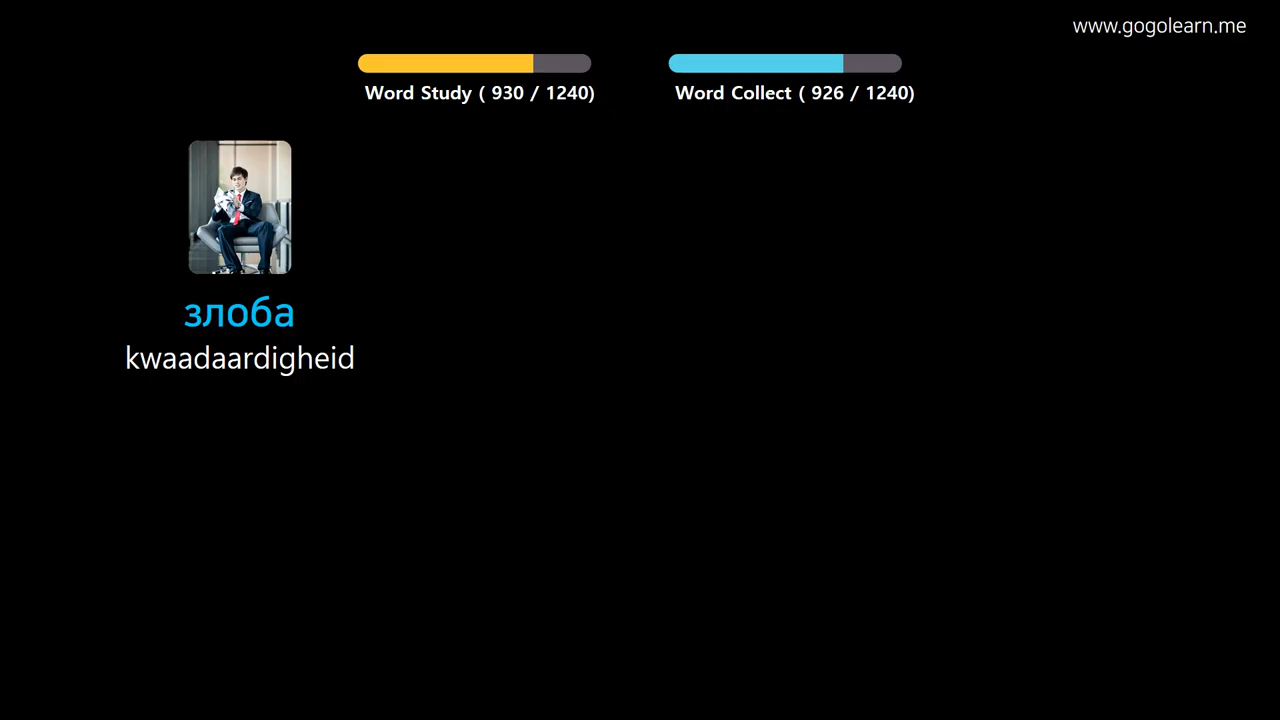 www.gogolearn.me
Word Study ( 930 / 1240)
Word Collect ( 926 / 1240)
злоба
kwaadaardigheid